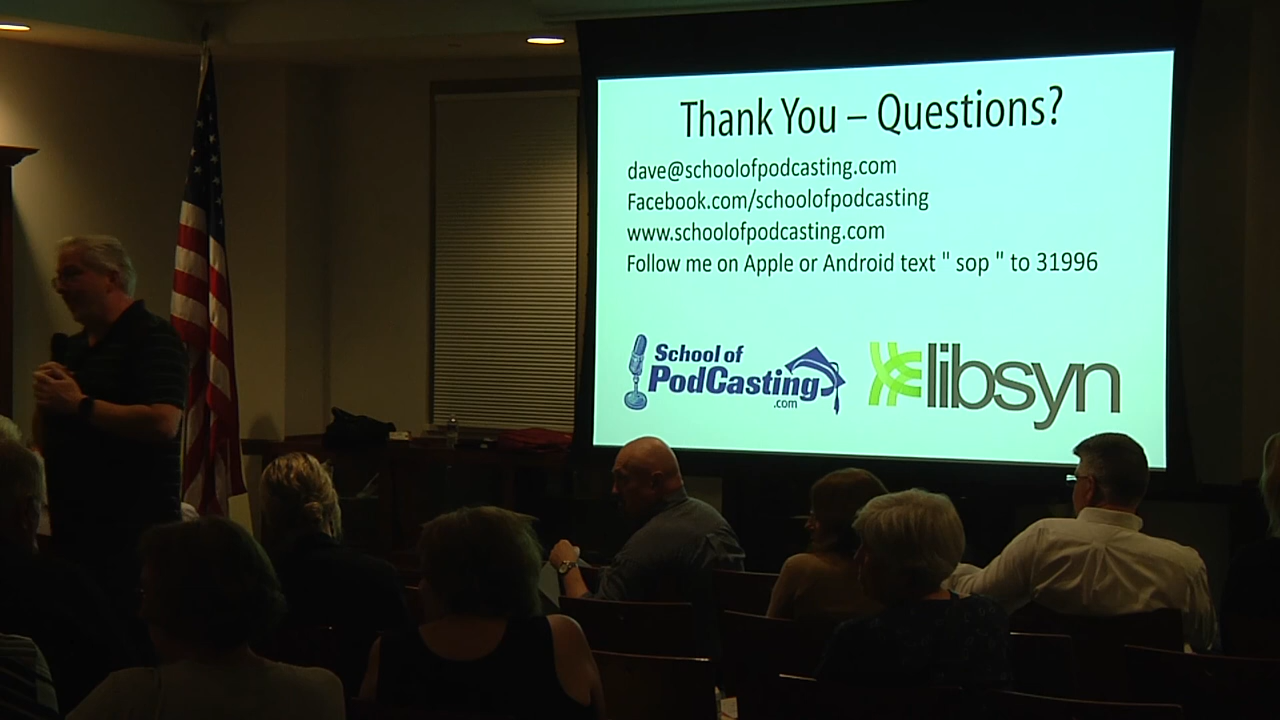 Thank You – Questions?
dave@schoolofpodcasting.com
Facebook.com/schoolofpodcasting
www.schoolofpodcasting.com
Follow me on Apple or Android text " sop " to 31996
School of
PodCasting
.com
libsyn